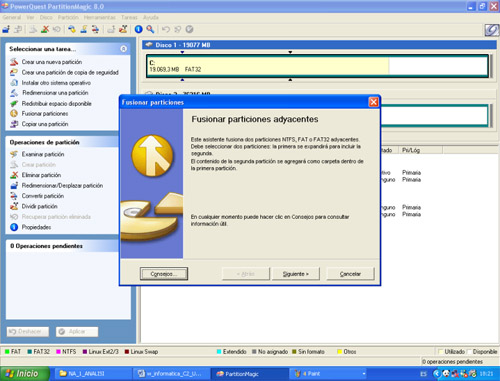 PowerQuest PartitionMagic 8.0
General Ver Disco Partición Herramientas Tareas Ayuda
Seleccionar una tarea...
Crear una nueva partición
Crear una partición de copia de seguridad
Instalar otro sistema operativo
Redimensionar una partición
Redistribuir espacio disponible
Fusionar particiones
Copiar una partición
Operaciones de partición
Examinar partición
Crear partición
Eliminar partición
Redimensionar/Desplazar partición
Convertir partición
Dividir partición
Recuperar partición eliminada
Propiedades
0 Operaciones pendientes
Deshacer
Aplicar
Disco 1 - 19077 MB
C:
19.069,3 MB FAT32
Fusionar particiones
Fusionar particiones adyacentes
Este asistente fusiona dos particiones NTFS, FAT o FAT32 adyacentes.
Debe seleccionar dos particiones: la primera se expandirá para incluir la
segunda.
El contenido de la segunda partición se agregará como carpeta dentro de
la primera partición.
En cualquier momento puede hacer clic en Consejos para consultar
información útil.
Consejos...
< Atrás
Siguiente >
Cancelar
Pri/Lóg
Primaria
Primaria
Primaria
Primaria
FAT FAT32 NTFS Linux Ext2/3 Linux Swap Extendido No asignado Sin formato Otros Utilizado Disponible
0 operaciones pendientes
Inicio
NA_1_ANALISI
PartitionMagic
4 Paint
ES
18:21